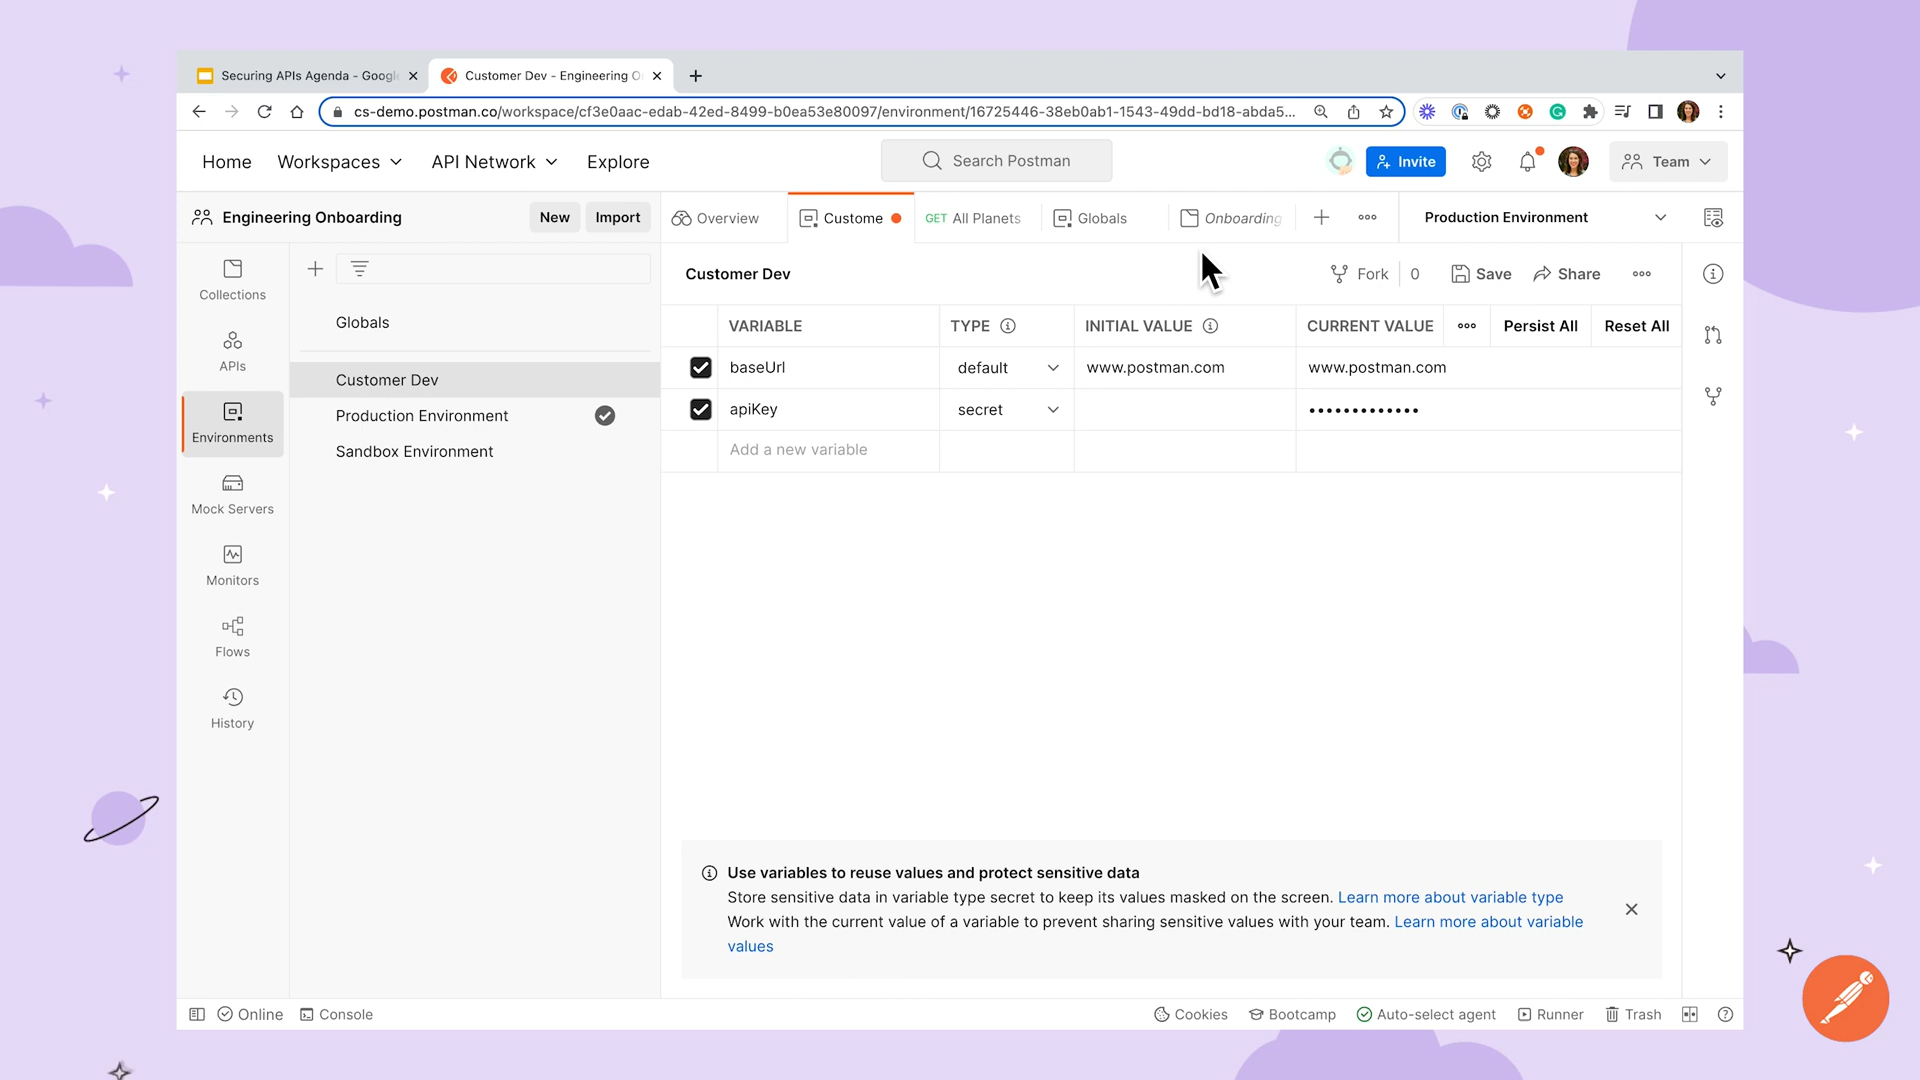 Securing APIs Agenda - Google
Customer Dev - Engineering O
cs-demo.postman.co/workspace/cf3e0aac-edab-42ed-8499-b0ea53e80097/environment/16725446-38eb0ab1-1543-49dd-bd18-abda5...
Home
Workspaces
API Network
Explore
Search Postman
Invite
Team
Engineering Onboarding
New
Import
Overview
Custome
GET All Planets
Globals
Onboarding
Production Environment
Collections
APIs
Environments
Mock Servers
Monitors
Flows
History
Globals
Customer Dev
Production Environment
Sandbox Environment
Customer Dev
Fork 0
Save
Share
VARIABLE TYPE INITIAL VALUE CURRENT VALUE Persist All Reset All
baseUrl default www.postman.com www.postman.com
apiKey secret •••••••••••••
Add a new variable
Use variables to reuse values and protect sensitive data
Store sensitive data in variable type secret to keep its values masked on the screen. Learn more about variable type
Work with the current value of a variable to prevent sharing sensitive values with your team. Learn more about variable
values
Online
Console
Cookies
Bootcamp
Auto-select agent
Runner
Trash